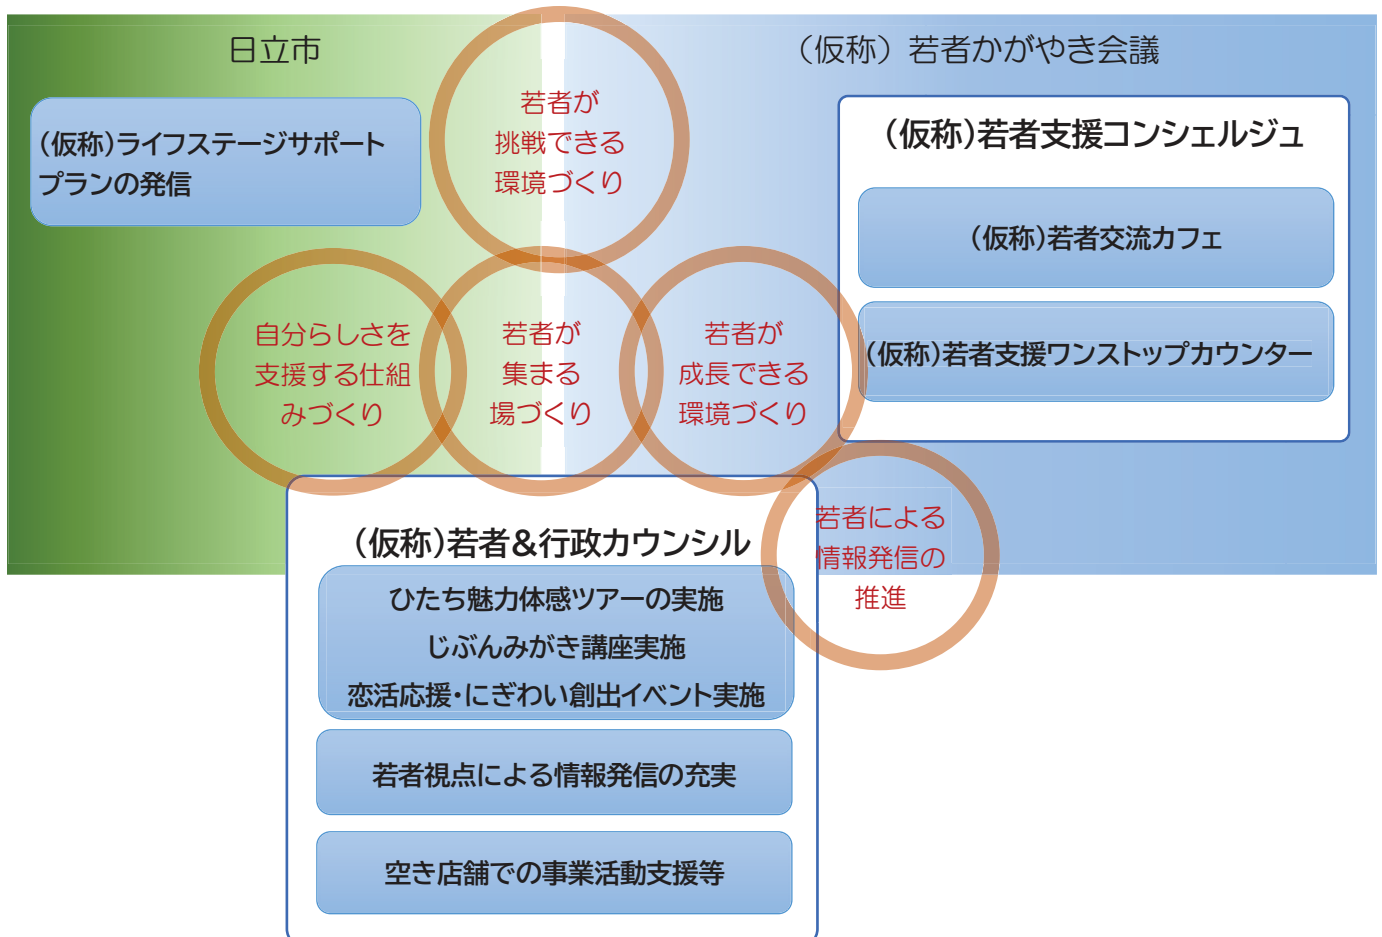 日立市
（仮称）若者かがやき会議
(仮称)ライフステージサポート
プランの発信
若者が
挑戦できる
環境づくり
(仮称)若者支援コンシェルジュ
(仮称)若者交流カフェ
(仮称)若者支援ワンストップカウンター
自分らしさを
支援する仕組
みづくり
若者が
集まる
場づくり
若者が
成長できる
環境づくり
若者による
情報発信の
推進
(仮称)若者&行政カウンシル
ひたち魅力体感ツアーの実施
じぶんみがき講座実施
恋活応援・にぎわい創出イベント実施
若者視点による情報発信の充実
空き店舗での事業活動支援等